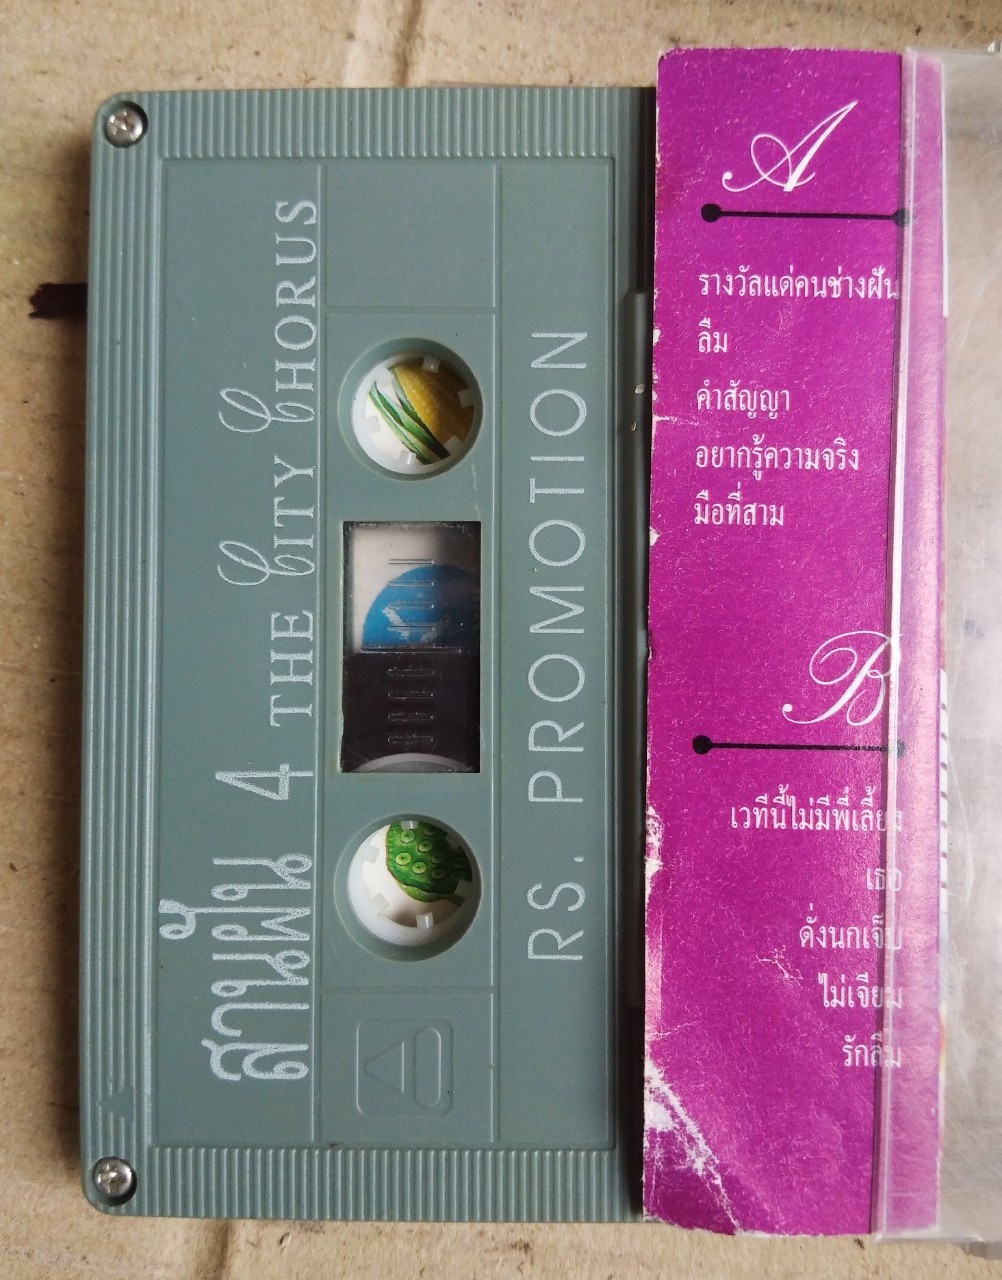 สานฝัน 4 THE CITY CHORUS
RS. PROMOTION
A
รางวัลแด่คนช่างฝัน
ลืม
คำสัญญา
อยากรู้ความจริง
มือที่สาม
B
เวทีนี้ไม่มีพี่เลี้ยง
เธอ
ดั่งนกเจ็บ
ไม่เจียม
รักลืม